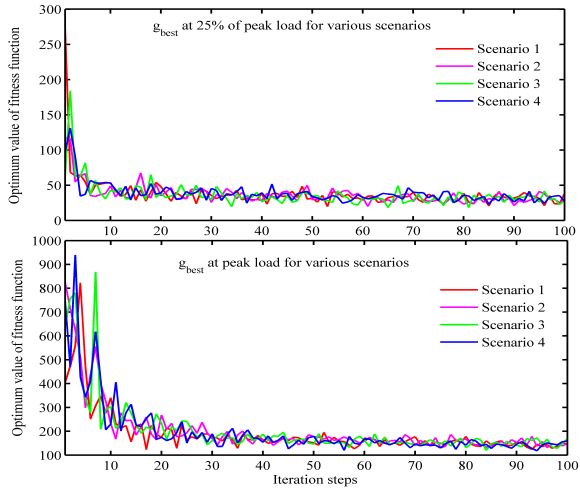 g_best at 25% of peak load for various scenarios
Optimum value of fitness function
300
250
200
150
100
50
0
Scenario 1
Scenario 2
Scenario 3
Scenario 4
10 20 30 40 50 60 70 80 90 100
g_best at peak load for various scenarios
Optimum value of fitness function
1000
900
800
700
600
500
400
300
200
100
Scenario 1
Scenario 2
Scenario 3
Scenario 4
10 20 30 40 50 60 70 80 90 100
Iteration steps